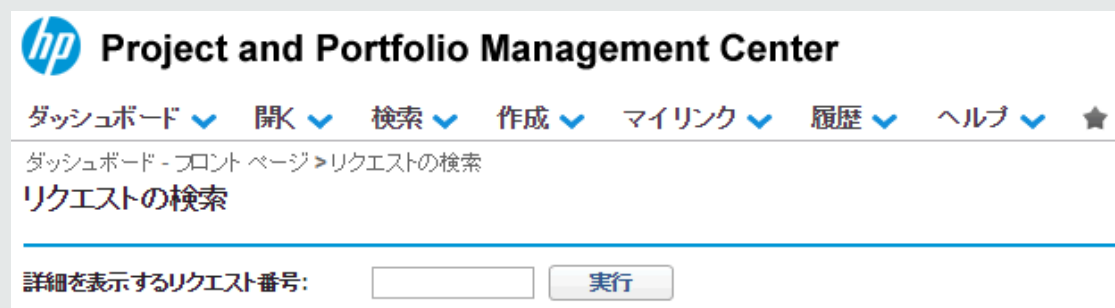 hp Project and Portfolio Management Center
ダッシュボード 開く 検索 作成 マイリンク 履歴 ヘルプ
ダッシュボード - フロント ページ > リクエストの検索
リクエストの検索
詳細を表示するリクエスト番号: 実行